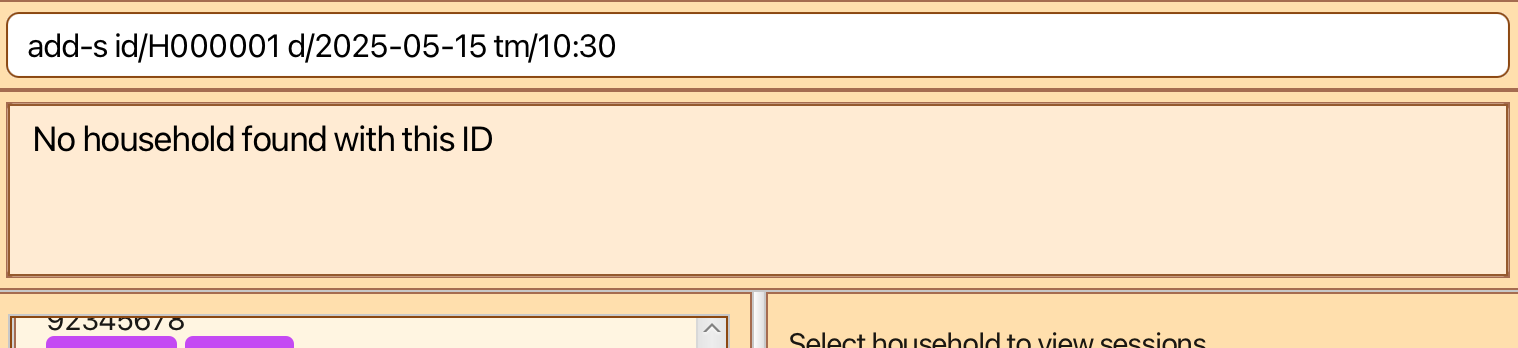 add-s id/H000001 d/2025-05-15 tm/10:30
No household found with this ID
92345678
Select household to view sessions